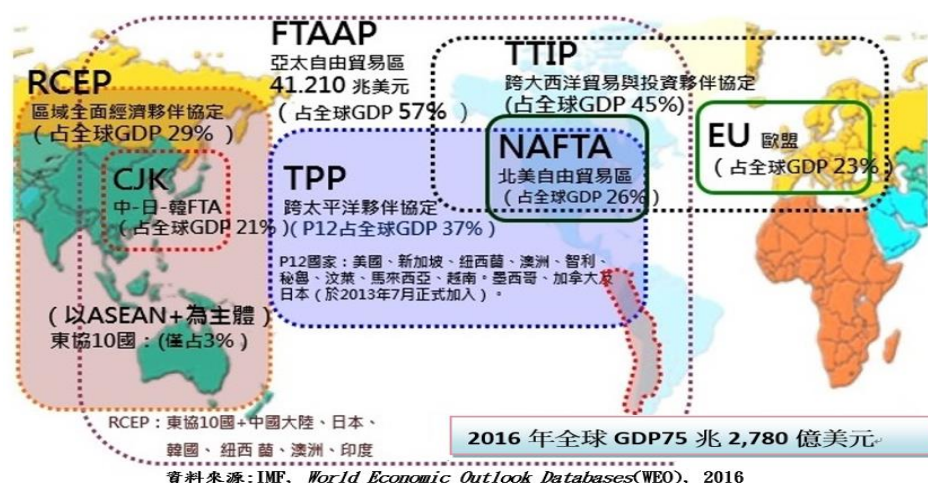 FTAAP
亞太自由貿易區
41.210 兆美元
( 占全球GDP 57% )
TTIP
跨大西洋貿易與投資夥伴協定
(占全球GDP 45%)
RCEP
區域全面經濟夥伴協定
( 占全球GDP 29% )
CJK
中-日-韓FTA
(占全球GDP 21% )
TPP
跨太平洋夥伴協定
( P12占全球GDP 37% )
P12國家：美國、新加坡、紐西蘭、澳洲、智利、
秘魯、汶萊、馬來西亞、越南。墨西哥、加拿大及
日本（於2013年7月正式加入）。
NAFTA
北美自由貿易區
( 占全球GDP 26% )
EU 歐盟
( 占全球GDP 23% )
( 以ASEAN+為主體 )
東協10國：(僅占3% )
RCEP：東協10國+中國大陸、日本、
韓國、紐西蘭、澳洲、印度
2016 年全球 GDP75 兆 2,780 億美元
資料來源:IMF, World Economic Outlook Databases(WEO), 2016